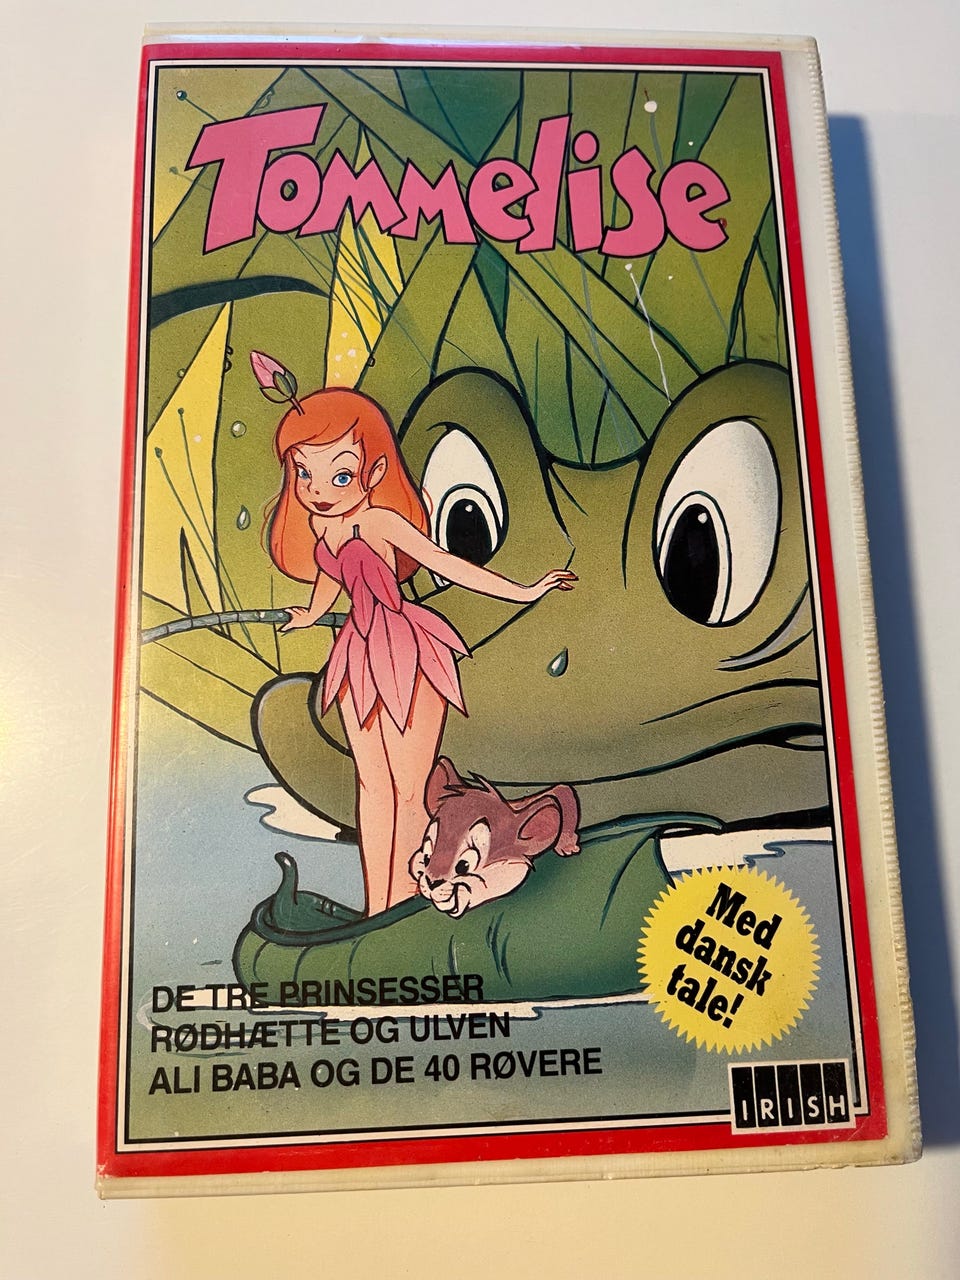 Tommelise
Med
dansk
tale!
DE TRE PRINSESSER
RØDHÆTTE OG ULVEN
ALI BABA OG DE 40 RØVERE
IRISH